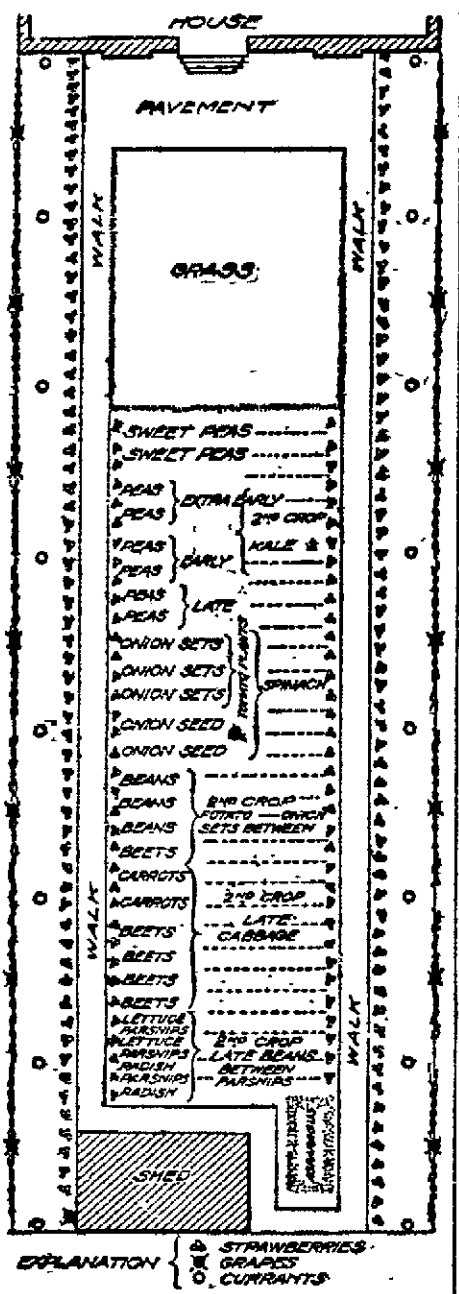 HOUSE
PAVEMENT
WALK
WALK
GRASS
SWEET PEAS
SWEET PEAS
PEAS
PEAS
EXTRA EARLY
PEAS
PEAS
EARLY
2ND CROP
KALE &
PEAS
PEAS
LATE
ONION SETS
ONION SETS
ONION SETS
ONION SEED
ONION SEED
TOMATO PLANTS
SPINACH
BEANS
BEANS
BEANS
BEETS
2ND CROP
POTATO ONION
SETS BETWEEN
CARROTS
CARROTS
BEETS
BEETS
BEETS
BEETS
2ND CROP
LATE
CABBAGE
LETTUCE
PARSNIPS
LETTUCE
PARSNIPS
RADISH
PARSNIPS
RADISH
2ND CROP
LATE BEANS
BETWEEN
PARSNIPS
WALK
WALK
ASPARAGUS
SHED
EXPLANATION
STRAWBERRIES
GRAPES
CURRANTS